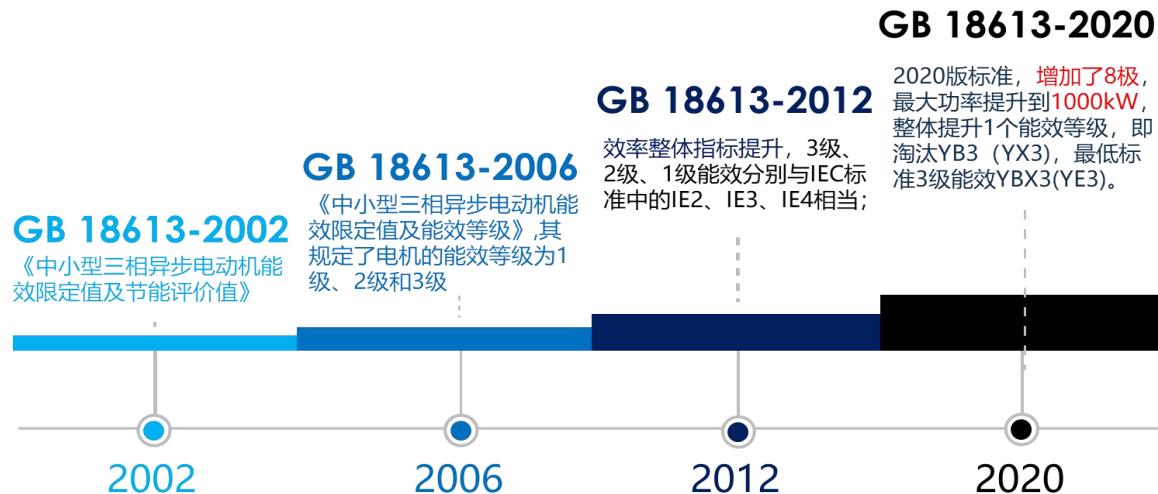 GB 18613-2002
《中小型三相异步电动机能
效限定值及节能评价值》
GB 18613-2006
《中小型三相异步电动机能
效限定值及能效等级》,其
规定了电机的能效等级为1
级、2级和3级
GB 18613-2012
效率整体指标提升，3级、
2级、1级能效分别与IEC标
准中的IE2、IE3、IE4相当；
GB 18613-2020
2020版标准，增加了8极，
最大功率提升到1000kW，
整体提升1个能效等级，即
淘汰YB3（YX3)，最低标
准3级能效YBX3(YE3)。
2002
2006
2012
2020